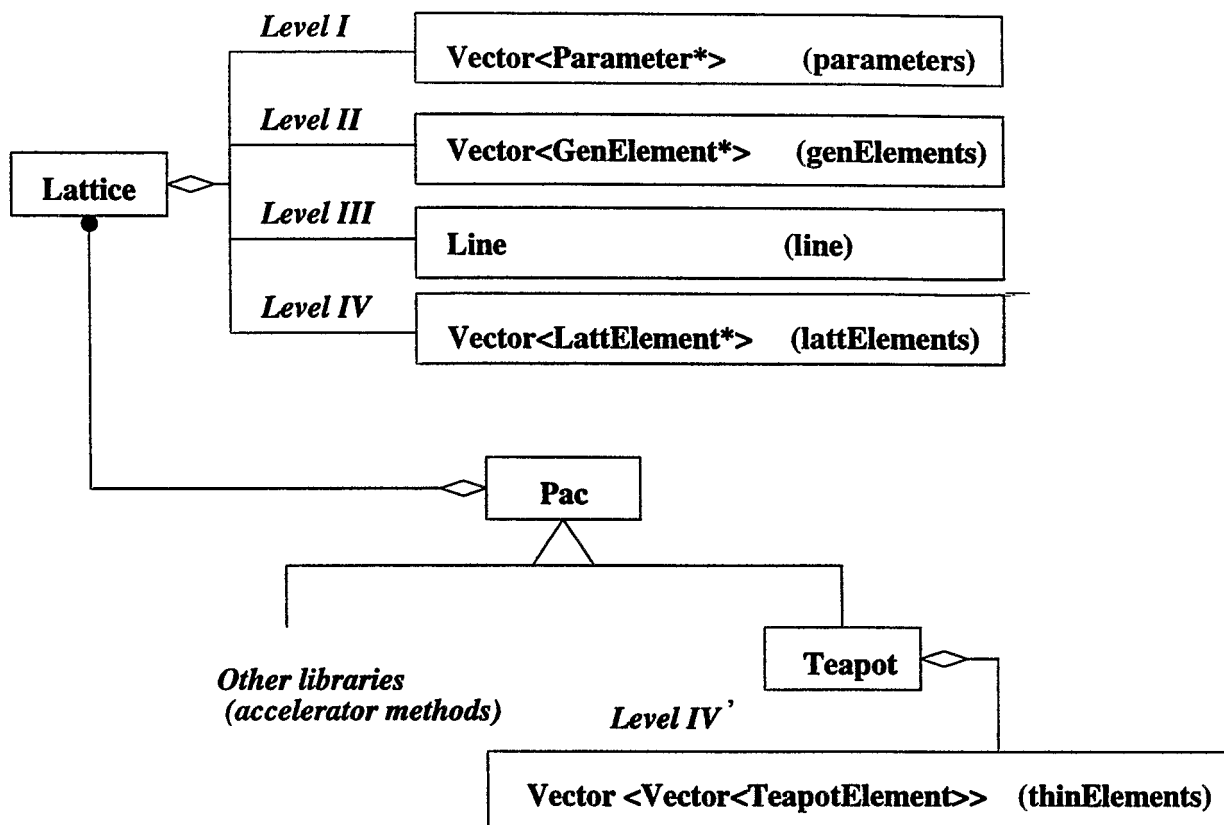 Level I
Vector<Parameter*> (parameters)
Level II
Vector<GenElement*> (genElements)
Lattice
Level III
Line (line)
Level IV
Vector<LattElement*> (lattElements)
Pac
Teapot
Other libraries
(accelerator methods)
Level IV'
Vector <Vector<TeapotElement>> (thinElements)